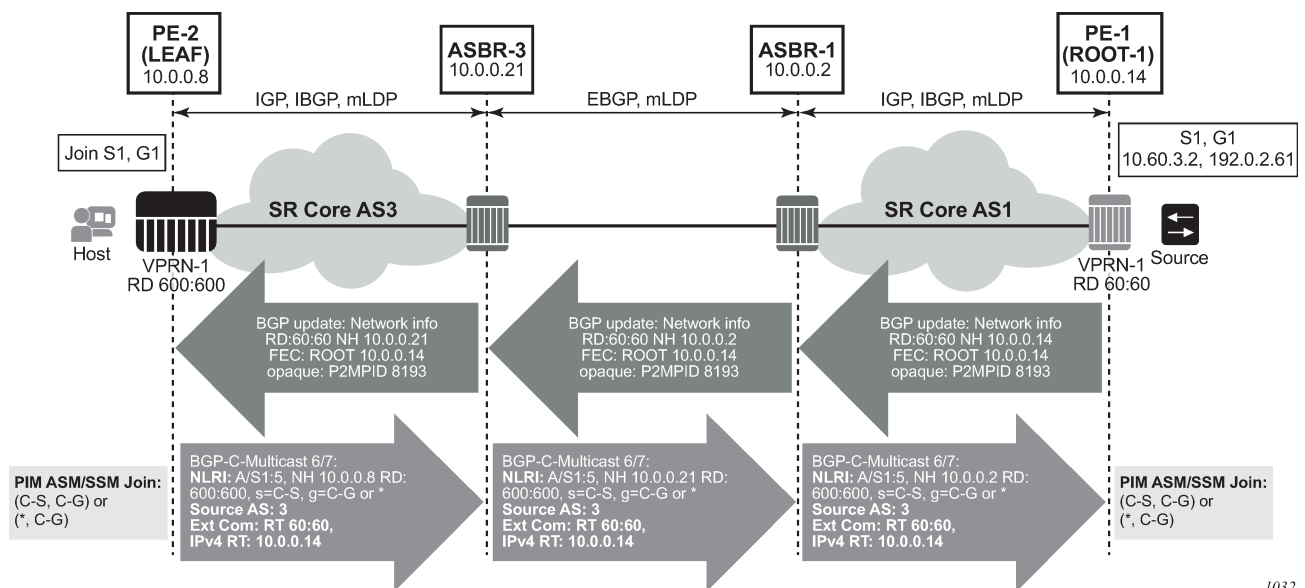 PE-2
(LEAF)
10.0.0.8
ASBR-3
10.0.0.21
ASBR-1
10.0.0.2
PE-1
(ROOT-1)
10.0.0.14
IGP, IBGP, mLDP
EBGP, mLDP
IGP, IBGP, mLDP
Join S1, G1
S1, G1
10.60.3.2, 192.0.2.61
Host
SR Core AS3
SR Core AS1
Source
VPRN-1
RD 600:600
VPRN-1
RD 60:60
BGP update: Network info
RD:60:60 NH 10.0.0.21
FEC: ROOT 10.0.0.14
opaque: P2MPID 8193
BGP update: Network info
RD:60:60 NH 10.0.0.2
FEC: ROOT 10.0.0.14
opaque: P2MPID 8193
BGP update: Network info
RD:60:60 NH 10.0.0.14
FEC: ROOT 10.0.0.14
opaque: P2MPID 8193
PIM ASM/SSM Join:
(C-S, C-G) or
(*, C-G)
BGP-C-Multicast 6/7:
NLRI: A/S1:5, NH 10.0.0.8 RD:
600:600, s=C-S, g=C-G or *
Source AS: 3
Ext Com: RT 60:60,
IPv4 RT: 10.0.0.14
BGP-C-Multicast 6/7:
NLRI: A/S1:5, NH 10.0.0.21 RD:
600:600, s=C-S, g=C-G or *
Source AS: 3
Ext Com: RT 60:60,
IPv4 RT: 10.0.0.14
BGP-C-Multicast 6/7:
NLRI: A/S1:5, NH 10.0.0.2 RD:
600:600, s=C-S, g=C-G or *
Source AS: 3
Ext Com: RT 60:60,
IPv4 RT: 10.0.0.14
PIM ASM/SSM Join:
(C-S, C-G) or
(*, C-G)
1032